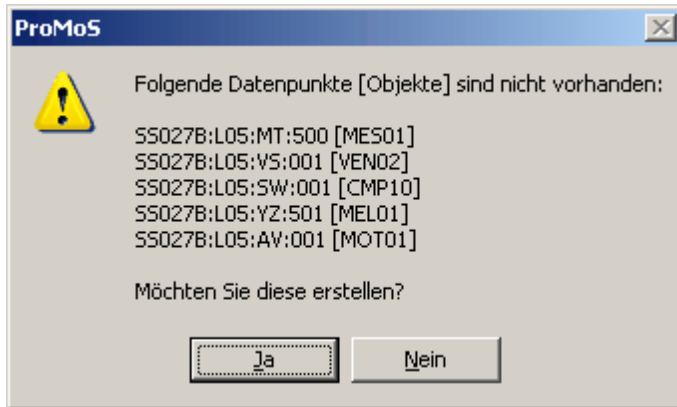 ProMoS
Folgende Datenpunkte [Objekte] sind nicht vorhanden:
SS027B:L05:MT:500 [MES01]
SS027B:L05:VS:001 [VEN02]
SS027B:L05:SW:001 [CMP10]
SS027B:L05:YZ:501 [MEL01]
SS027B:L05:AV:001 [MOT01]
Möchten Sie diese erstellen?
Ja
Nein